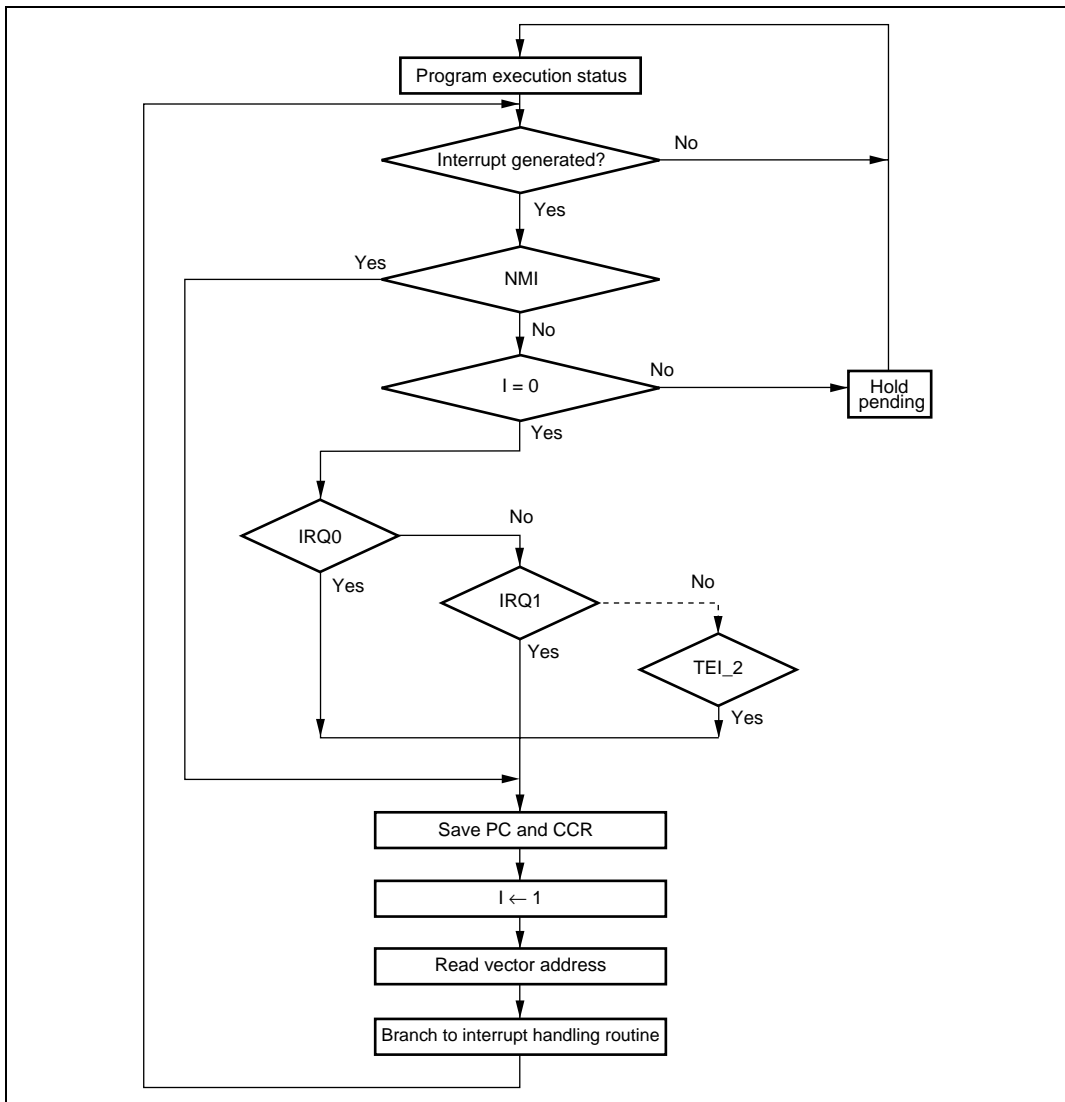 Program execution status
Interrupt generated?
No
Yes
Yes
NMI
No
I = 0
No
Hold
pending
Yes
IRQ0
No
Yes
IRQ1
No
Yes
TEI_2
Yes
Save PC and CCR
I ← 1
Read vector address
Branch to interrupt handling routine